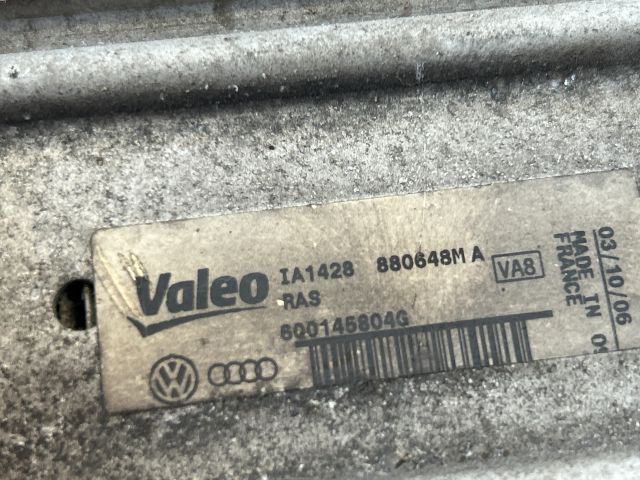 Valeo
IA1428 880648M A
VA8
RAS
6Q0145804G
03/10/06
MADE IN
FRANCE